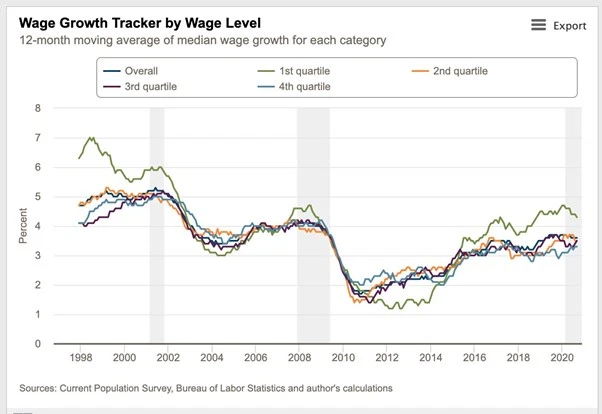 Wage Growth Tracker by Wage Level
Export
12-month moving average of median wage growth for each category
Overall 1st quartile 2nd quartile
3rd quartile 4th quartile
8
7
6
5
4
3
2
1
0
Percent
1998 2000 2002 2004 2006 2008 2010 2012 2014 2016 2018 2020
Sources: Current Population Survey, Bureau of Labor Statistics and author's calculations